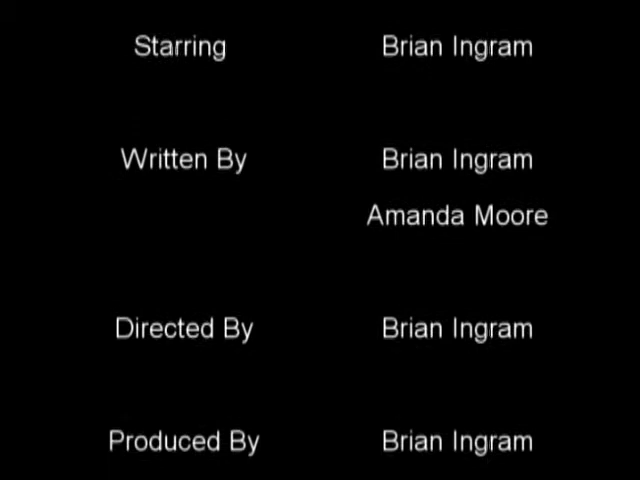 Starring Brian Ingram
Written By Brian Ingram
Amanda Moore
Directed By Brian Ingram
Produced By Brian Ingram